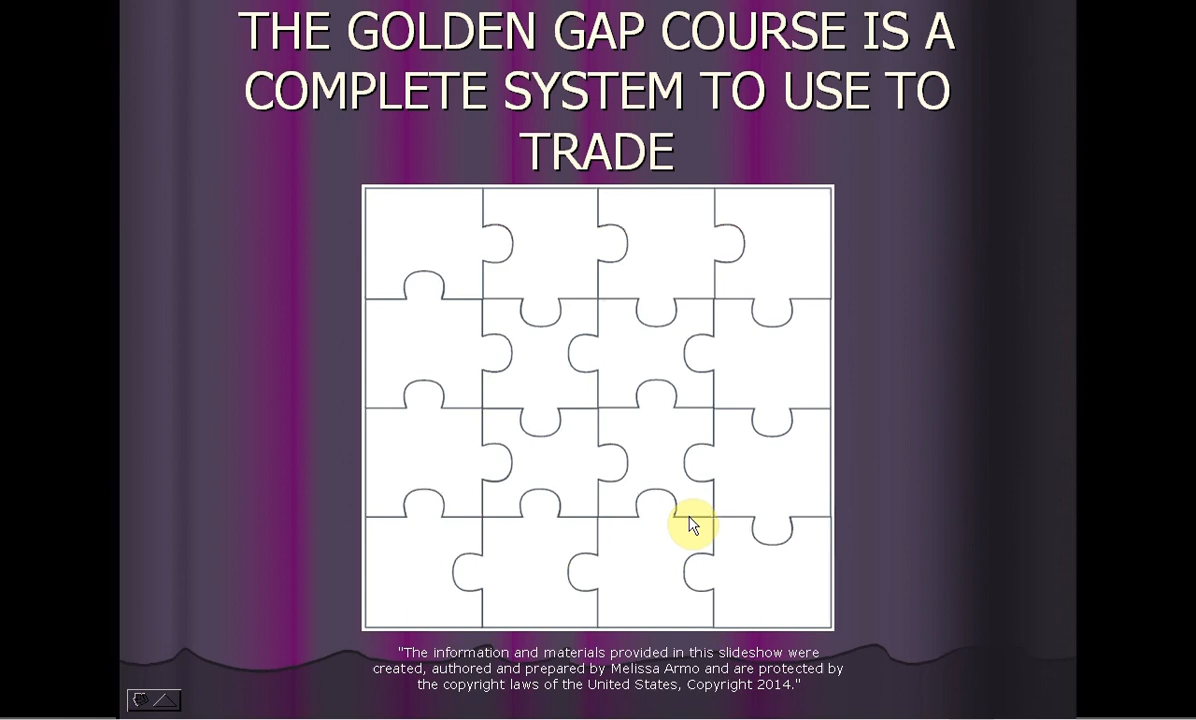 THE GOLDEN GAP COURSE IS A
COMPLETE SYSTEM TO USE TO
TRADE
"The information and materials provided in this slideshow were
created, authored and prepared by Melissa Armo and are protected by
the copyright laws of the United States, Copyright 2014."